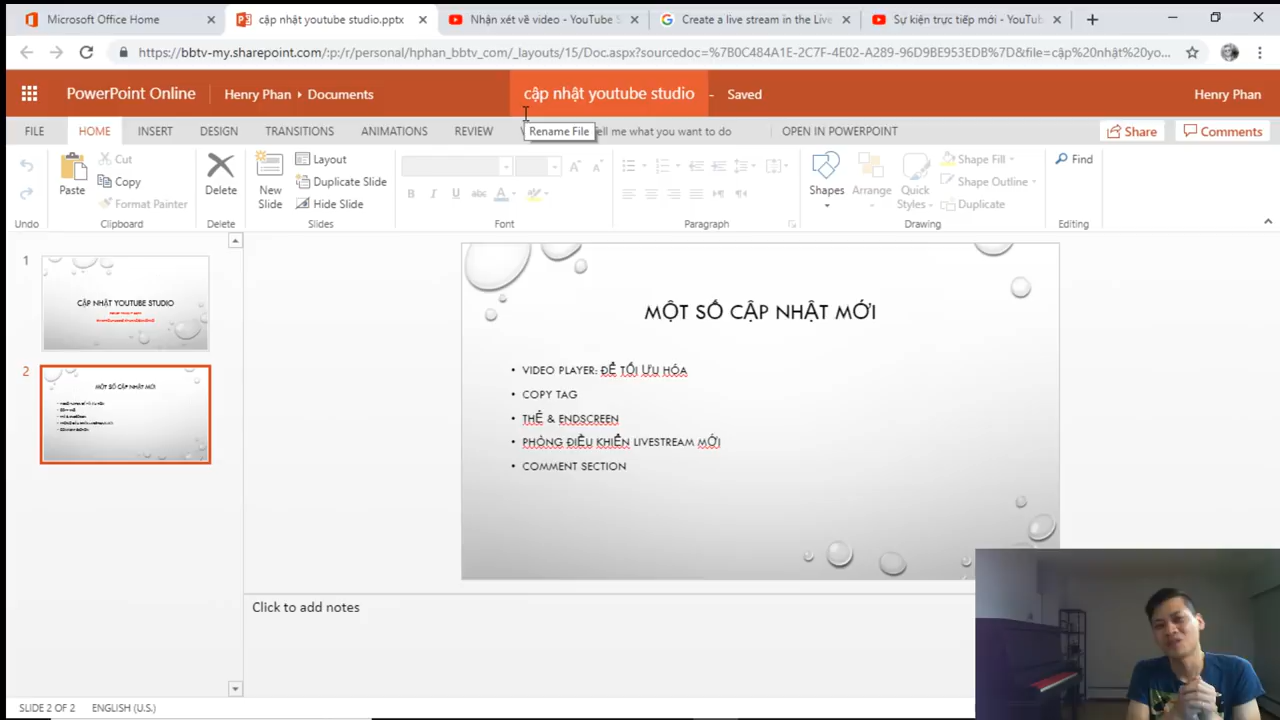 Microsoft Office Home
cập nhật youtube studio.pptx
Nhận xét về video - YouTube S
Create a live stream in the Live
Sự kiện trực tiếp mới - YouTub
https://bbtv-my.sharepoint.com/:p:/r/personal/hphan_bbtv_com/_layouts/15/Doc.aspx?sourcedoc=%7B0C484A1E-2C7F-4E02-A289-96D9BE953EDB%7D&file=cập%20nhật%20yo...
PowerPoint Online
Henry Phan ▸ Documents
cập nhật youtube studio - Saved
Henry Phan
FILE HOME INSERT DESIGN TRANSITIONS ANIMATIONS REVIEW V Tell me what you want to do OPEN IN POWERPOINT Share Comments
Rename File
Paste
Cut
Copy
Format Painter
Delete
New Slide
Layout
Duplicate Slide
Hide Slide
B I U abc A
Shapes
Arrange
Quick Styles
Shape Fill
Shape Outline
Duplicate
Find
Undo Clipboard Delete Slides Font Paragraph Drawing Editing
1
CẬP NHẬT YOUTUBE STUDIO
2
MỘT SỐ CẬP NHẬT MỚI
MỘT SỐ CẬP NHẬT MỚI
• VIDEO PLAYER: ĐỂ TỐI ƯU HÓA
• COPY TAG
• THẺ & ENDSCREEN
• PHÒNG ĐIỀU KHIỂN LIVESTREAM MỚI
• COMMENT SECTION
Click to add notes
SLIDE 2 OF 2 ENGLISH (U.S.)